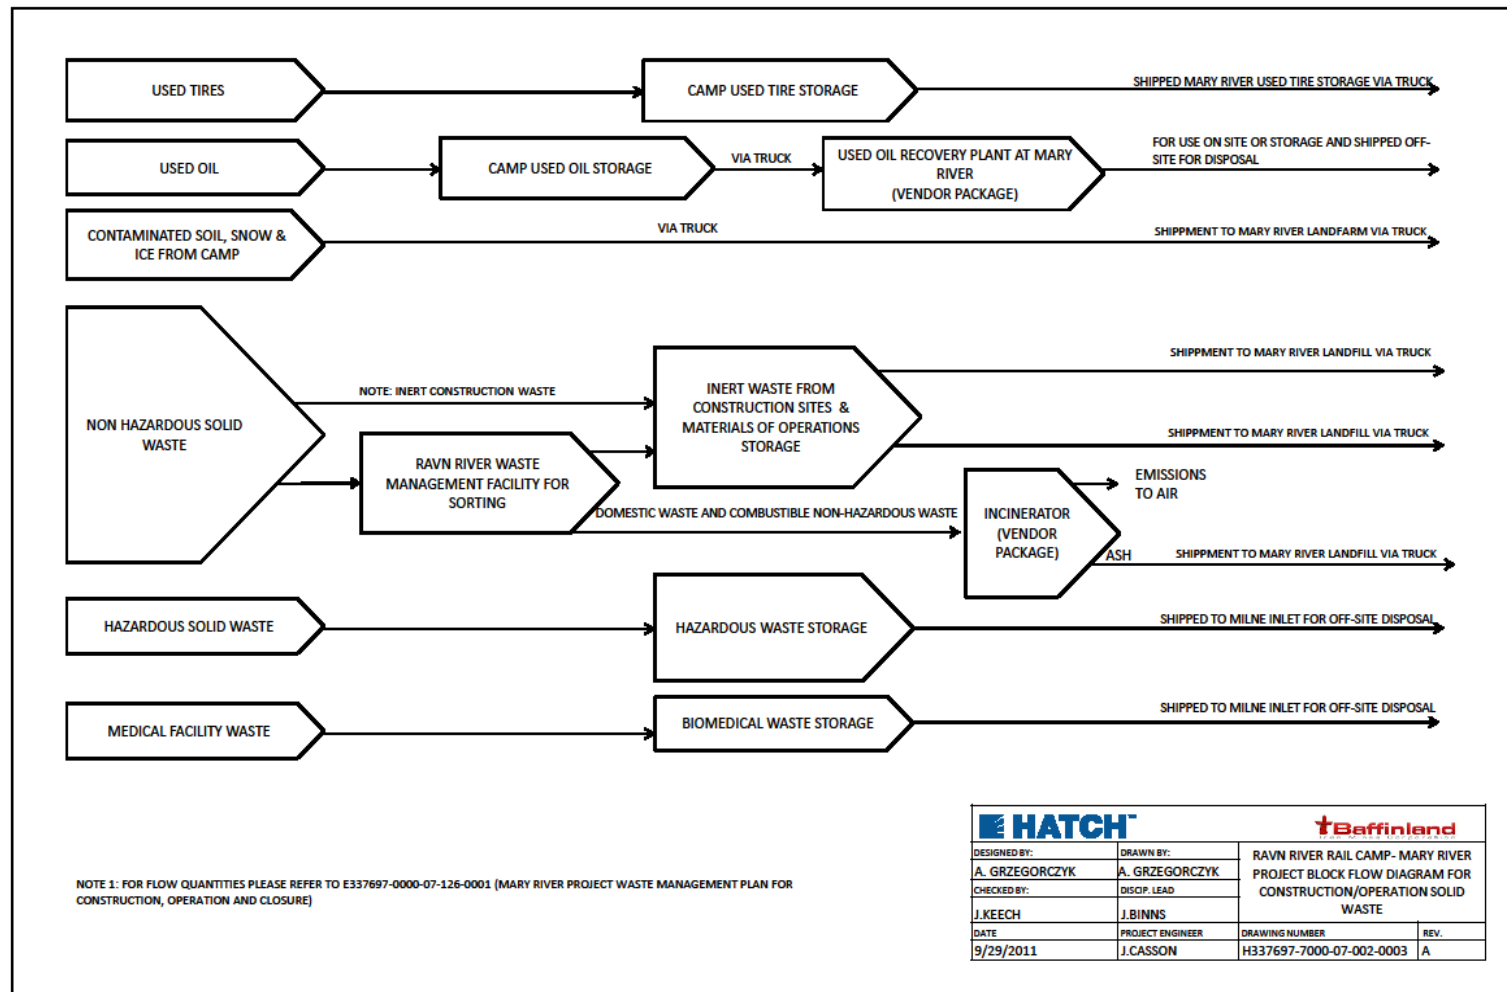 USED TIRES
CAMP USED TIRE STORAGE
SHIPPED MARY RIVER USED TIRE STORAGE VIA TRUCK
USED OIL
CAMP USED OIL STORAGE
VIA TRUCK
USED OIL RECOVERY PLANT AT MARY
RIVER
(VENDOR PACKAGE)
FOR USE ON SITE OR STORAGE AND SHIPPED OFF-
SITE FOR DISPOSAL
CONTAMINATED SOIL, SNOW &
ICE FROM CAMP
VIA TRUCK
SHIPPMENT TO MARY RIVER LANDFARM VIA TRUCK
NON HAZARDOUS SOLID
WASTE
NOTE: INERT CONSTRUCTION WASTE
RAVN RIVER WASTE
MANAGEMENT FACILITY FOR
SORTING
INERT WASTE FROM
CONSTRUCTION SITES &
MATERIALS OF OPERATIONS
STORAGE
SHIPPMENT TO MARY RIVER LANDFILL VIA TRUCK
SHIPPMENT TO MARY RIVER LANDFILL VIA TRUCK
DOMESTIC WASTE AND COMBUSTIBLE NON-HAZARDOUS WASTE
INCINERATOR
(VENDOR
PACKAGE)
EMISSIONS
TO AIR
ASH
SHIPPMENT TO MARY RIVER LANDFILL VIA TRUCK
HAZARDOUS SOLID WASTE
HAZARDOUS WASTE STORAGE
SHIPPED TO MILNE INLET FOR OFF-SITE DISPOSAL
MEDICAL FACILITY WASTE
BIOMEDICAL WASTE STORAGE
SHIPPED TO MILNE INLET FOR OFF-SITE DISPOSAL
NOTE 1: FOR FLOW QUANTITIES PLEASE REFER TO E337697-0000-07-126-0001 (MARY RIVER PROJECT WASTE MANAGEMENT PLAN FOR
CONSTRUCTION, OPERATION AND CLOSURE)
HATCH™
Baffinland
Iron Mines Corporation
DESIGNED BY:
A. GRZEGORCZYK
DRAWN BY:
A. GRZEGORCZYK
CHECKED BY:
J.KEECH
DISCIP. LEAD
J.BINNS
RAVN RIVER RAIL CAMP- MARY RIVER
PROJECT BLOCK FLOW DIAGRAM FOR
CONSTRUCTION/OPERATION SOLID
WASTE
DATE
9/29/2011
PROJECT ENGINEER
J.CASSON
DRAWING NUMBER
H337697-7000-07-002-0003
REV.
A